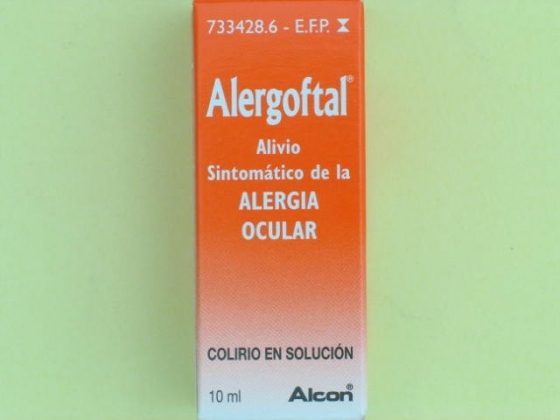 733428.6 - E.F.P.
Alergoftal®
Alivio
Sintomático de la
ALERGIA
OCULAR
COLIRIO EN SOLUCIÓN
10 ml Alcon®